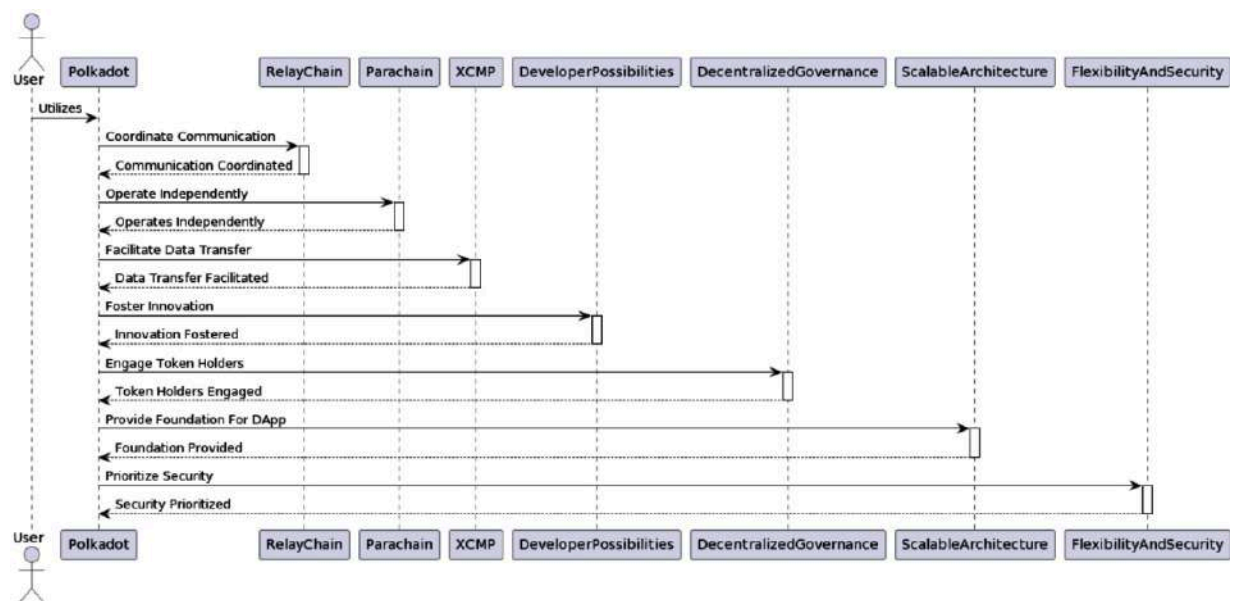 User
Polkadot
RelayChain
Parachain
XCMP
DeveloperPossibilities
DecentralizedGovernance
ScalableArchitecture
FlexibilityAndSecurity
Utilizes
Coordinate Communication
Communication Coordinated
Operate Independently
Operates Independently
Facilitate Data Transfer
Data Transfer Facilitated
Foster Innovation
Innovation Fostered
Engage Token Holders
Token Holders Engaged
Provide Foundation For DApp
Foundation Provided
Prioritize Security
Security Prioritized
User
Polkadot
RelayChain
Parachain
XCMP
DeveloperPossibilities
DecentralizedGovernance
ScalableArchitecture
FlexibilityAndSecurity